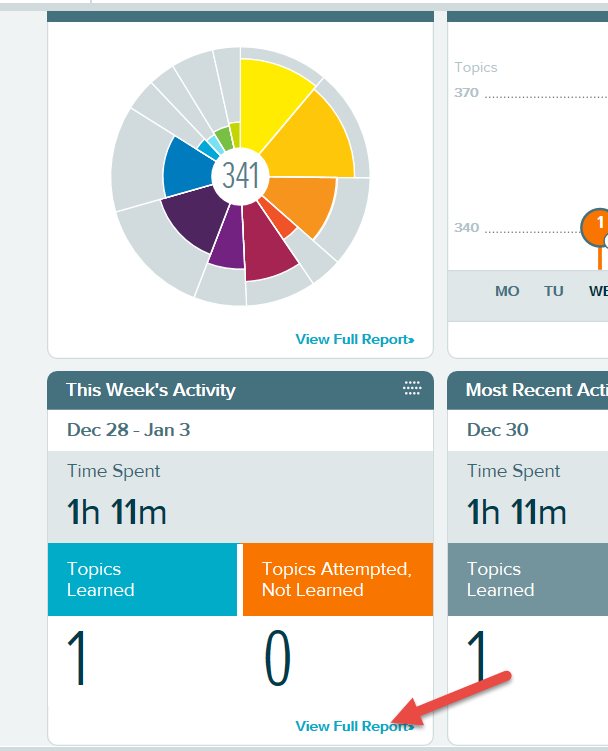 341
View Full Report»
Topics
370
340
1
MO TU WE
This Week's Activity
Dec 28 - Jan 3
Time Spent
1h 11m
Topics
Learned
Topics Attempted,
Not Learned
1
0
View Full Report»
Most Recent Acti
Dec 30
Time Spent
1h 11m
Topics
Learned
1